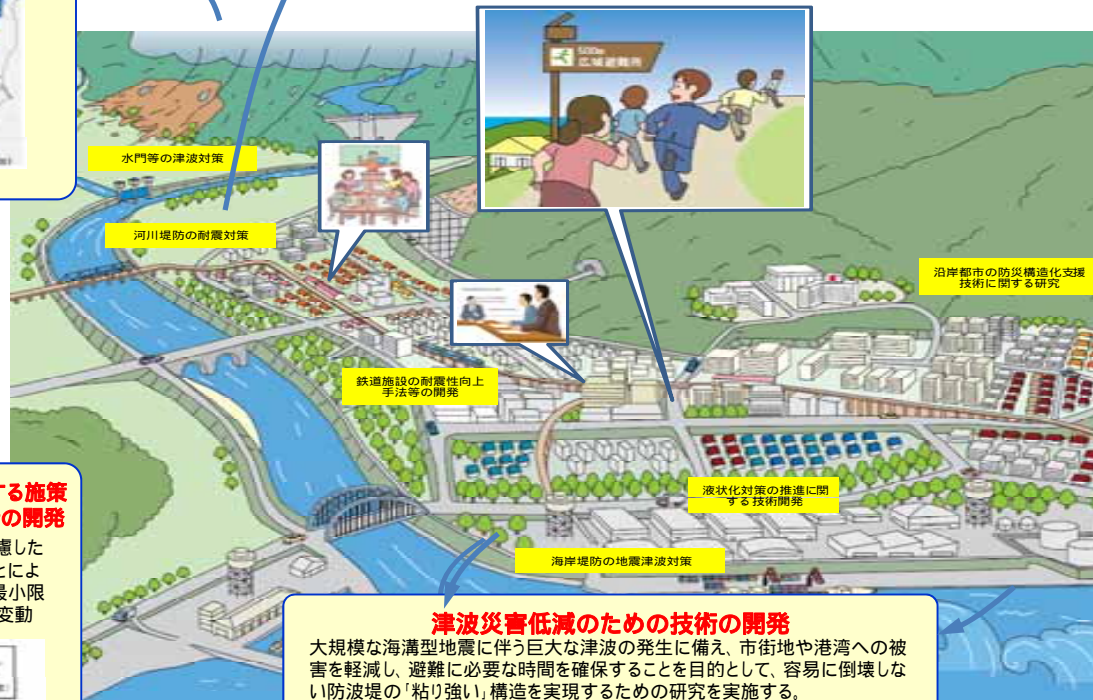 500m
広域避難所
水門等の津波対策
河川堤防の耐震対策
沿岸都市の防災構造化支援
技術に関する研究
鉄道施設の耐震性向上
手法等の開発
液状化対策の推進に関
する技術開発
海岸堤防の地震津波対策
する施策
の開発
慮した
とによ
最小限
変動
津波災害低減のための技術の開発
大規模な海溝型地震に伴う巨大な津波の発生に備え、市街地や港湾への被
害を軽減し、避難に必要な時間を確保することを目的として、容易に倒壊しな
い防波堤の「粘り強い」構造を実現するための研究を実施する。